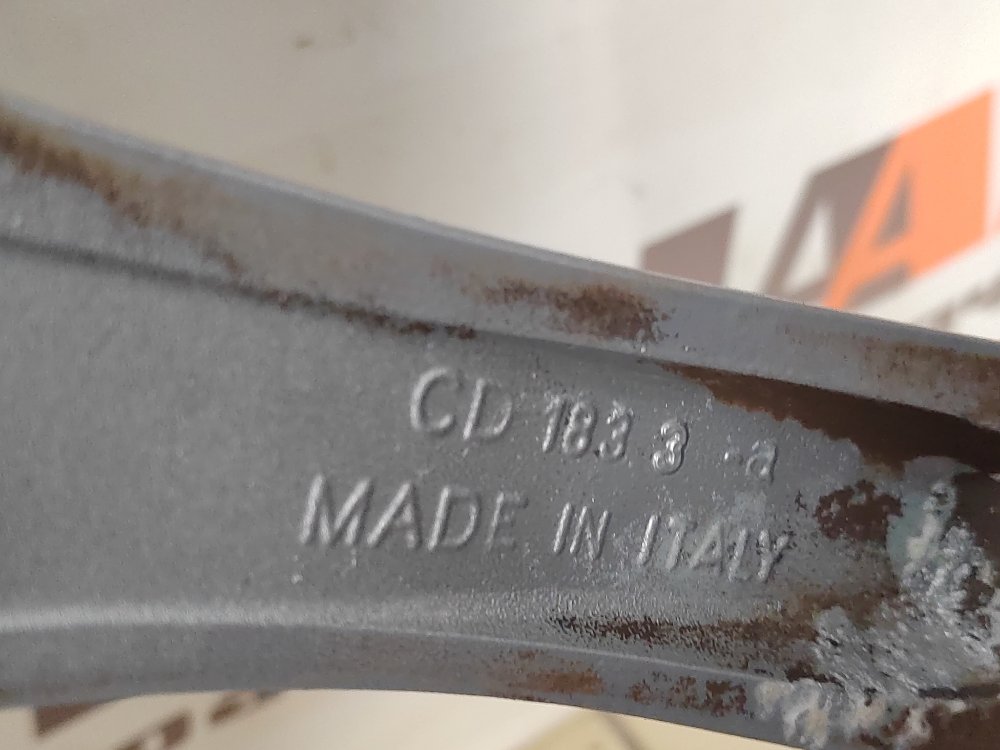 CD 183.3 -a
MADE IN ITALY